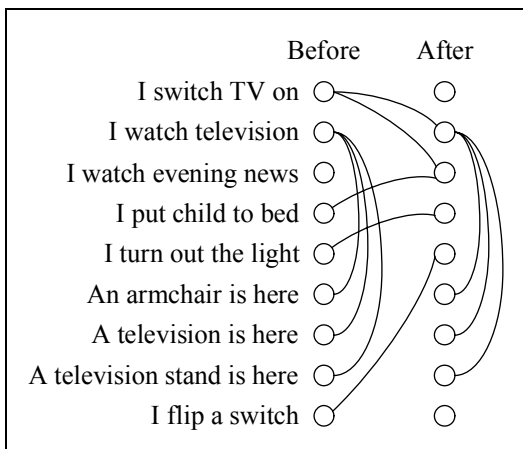 Before After
I switch TV on
I watch television
I watch evening news
I put child to bed
I turn out the light
An armchair is here
A television is here
A television stand is here
I flip a switch